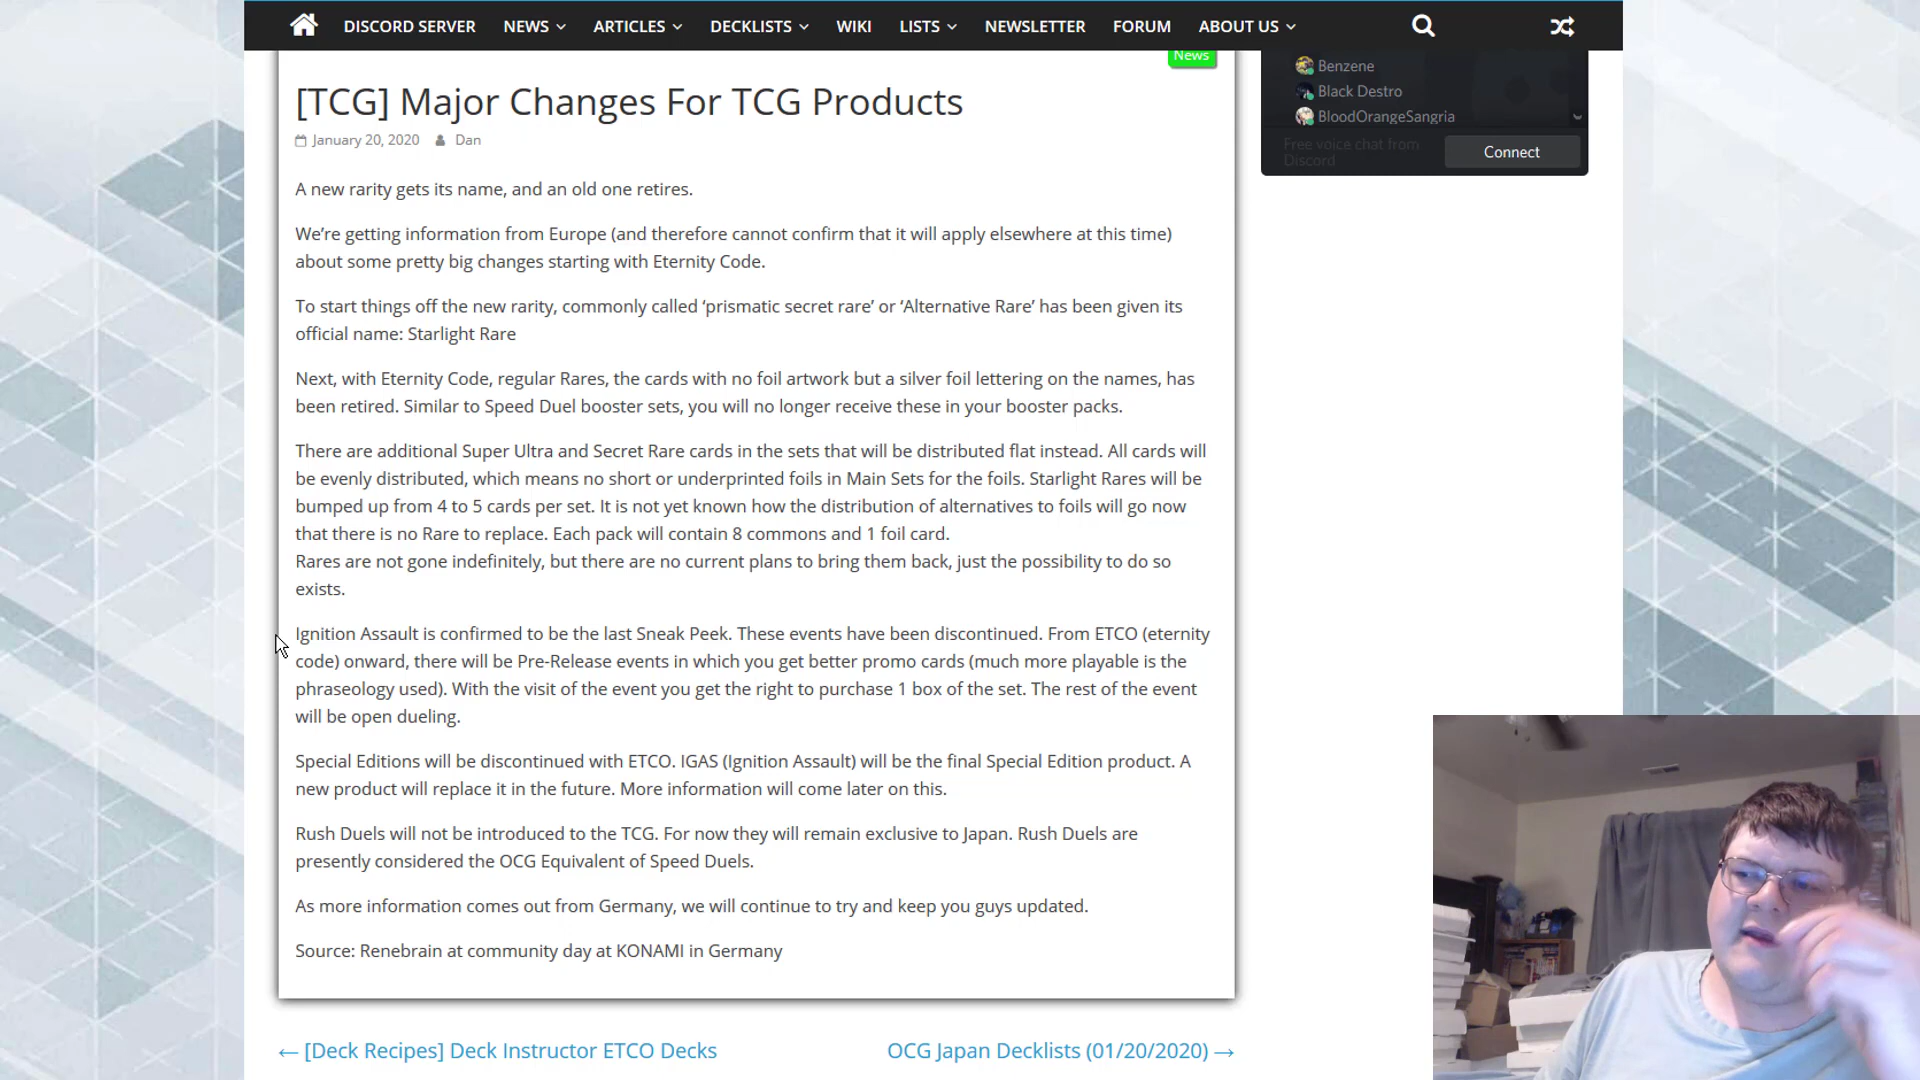 DISCORD SERVER NEWS ARTICLES DECKLISTS WIKI LISTS NEWSLETTER FORUM ABOUT US
News
[TCG] Major Changes For TCG Products
January 20, 2020 Dan
A new rarity gets its name, and an old one retires.
We're getting information from Europe (and therefore cannot confirm that it will apply elsewhere at this time)
about some pretty big changes starting with Eternity Code.
To start things off the new rarity, commonly called ‘prismatic secret rare’ or ‘Alternative Rare’ has been given its
official name: Starlight Rare
Next, with Eternity Code, regular Rares, the cards with no foil artwork but a silver foil lettering on the names, has
been retired. Similar to Speed Duel booster sets, you will no longer receive these in your booster packs.
There are additional Super Ultra and Secret Rare cards in the sets that will be distributed flat instead. All cards will
be evenly distributed, which means no short or underprinted foils in Main Sets for the foils. Starlight Rares will be
bumped up from 4 to 5 cards per set. It is not yet known how the distribution of alternatives to foils will go now
that there is no Rare to replace. Each pack will contain 8 commons and 1 foil card.
Rares are not gone indefinitely, but there are no current plans to bring them back, just the possibility to do so
exists.
Ignition Assault is confirmed to be the last Sneak Peek. These events have been discontinued. From ETCO (eternity
code) onward, there will be Pre-Release events in which you get better promo cards (much more playable is the
phraseology used). With the visit of the event you get the right to purchase 1 box of the set. The rest of the event
will be open dueling.
Special Editions will be discontinued with ETCO. IGAS (Ignition Assault) will be the final Special Edition product. A
new product will replace it in the future. More information will come later on this.
Rush Duels will not be introduced to the TCG. For now they will remain exclusive to Japan. Rush Duels are
presently considered the OCG Equivalent of Speed Duels.
As more information comes out from Germany, we will continue to try and keep you guys updated.
Source: Renebrain at community day at KONAMI in Germany
← [Deck Recipes] Deck Instructor ETCO Decks
OCG Japan Decklists (01/20/2020) →
Benzene
Black Destro
BloodOrangeSangria
Free voice chat from
Discord
Connect